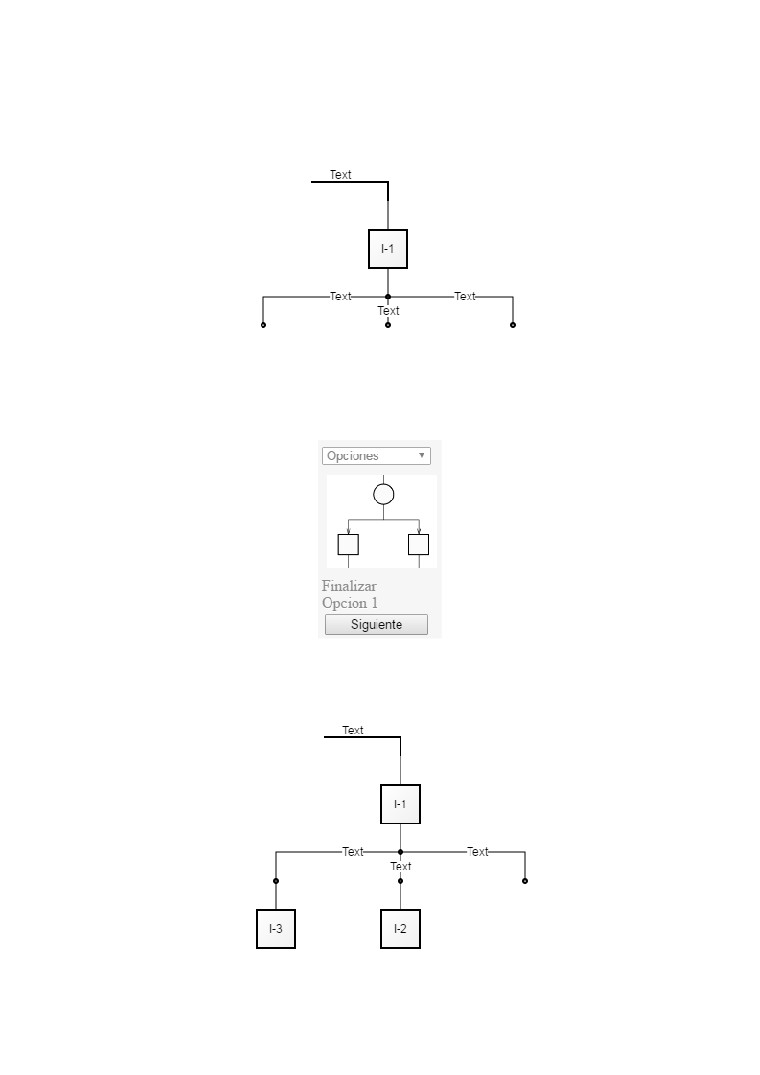 Text
I-1
Text Text
Text
Opciones
Finalizar
Opcion 1
Siguiente
Text
I-1
Text Text
Text
I-3 I-2